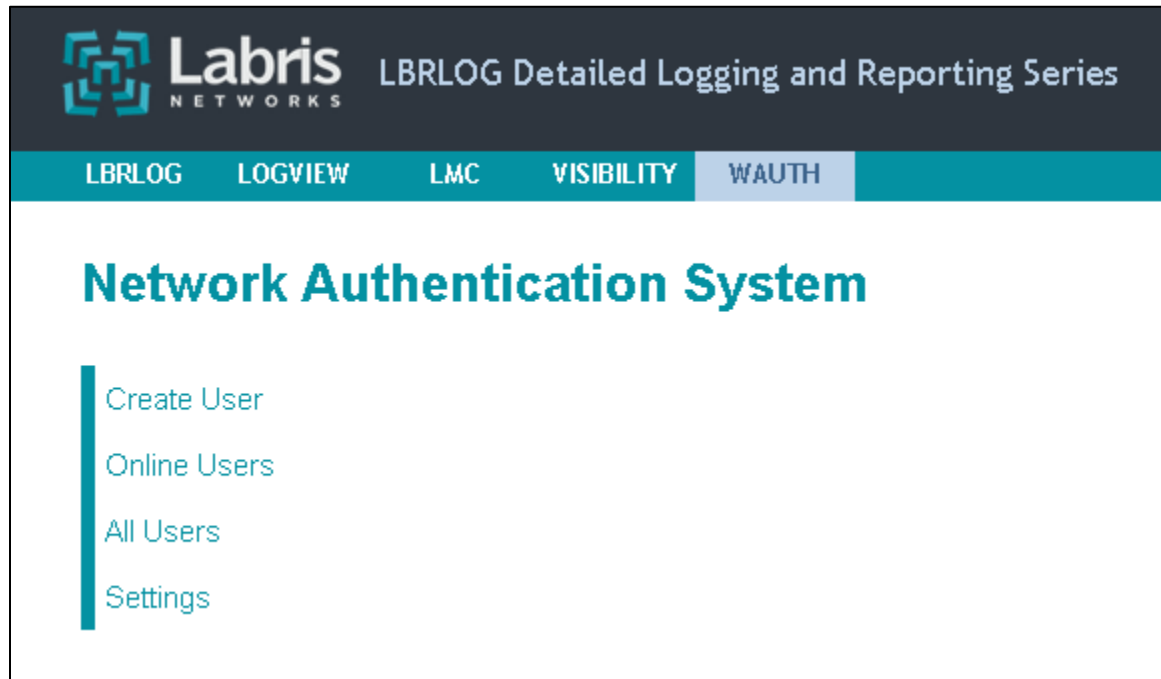 Labris
NETWORKS
LBRLOG Detailed Logging and Reporting Series
LBRLOG LOGVIEW LMC VISIBILITY WAUTH
Network Authentication System
Create User
Online Users
All Users
Settings